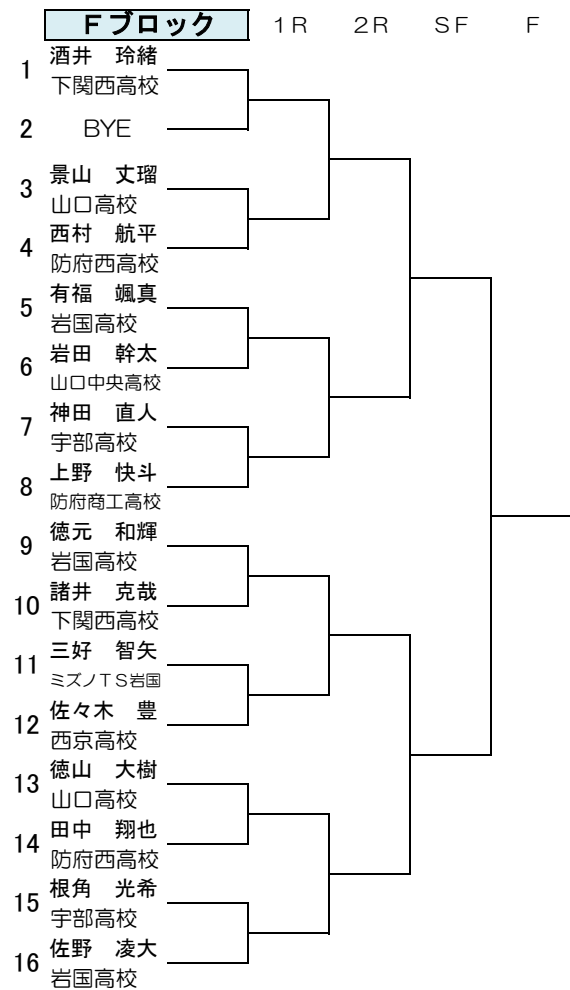 Ｆブロック　１Ｒ　２Ｒ　ＳＦ　Ｆ
1 酒井　玲緒
下関西高校
2 ＢＹＥ
3 景山　丈瑠
山口高校
4 西村　航平
防府西高校
5 有福　颯真
岩国高校
6 岩田　幹太
山口中央高校
7 神田　直人
宇部高校
8 上野　快斗
防府商工高校
9 徳元　和輝
岩国高校
10 諸井　克哉
下関西高校
11 三好　智矢
ミズノＴＳ岩国
12 佐々木　豊
西京高校
13 徳山　大樹
山口高校
14 田中　翔也
防府西高校
15 根角　光希
宇部高校
16 佐野　凌大
岩国高校